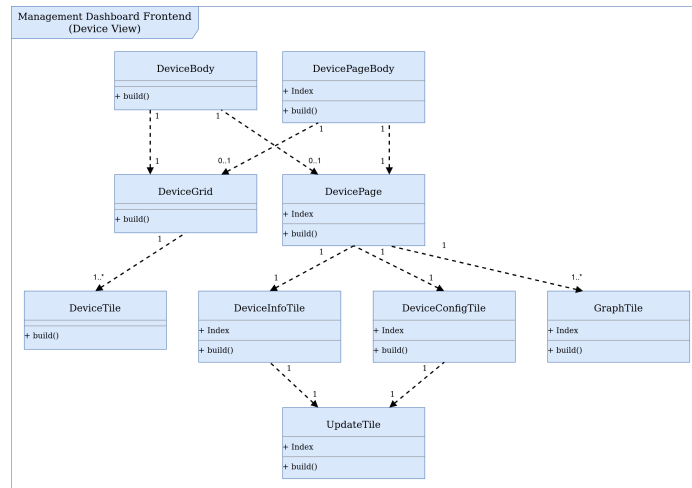 Management Dashboard Frontend
(Device View)
DeviceBody
+ build()
DevicePageBody
+ Index
+ build()
1
1
1
1
1
0..1
0..1
1
DeviceGrid
+ build()
DevicePage
+ Index
+ build()
1
1
1
1
1..*
1
1
1..*
DeviceTile
+ build()
DeviceInfoTile
+ Index
+ build()
DeviceConfigTile
+ Index
+ build()
GraphTile
+ Index
+ build()
1
1
1
1
UpdateTile
+ Index
+ build()